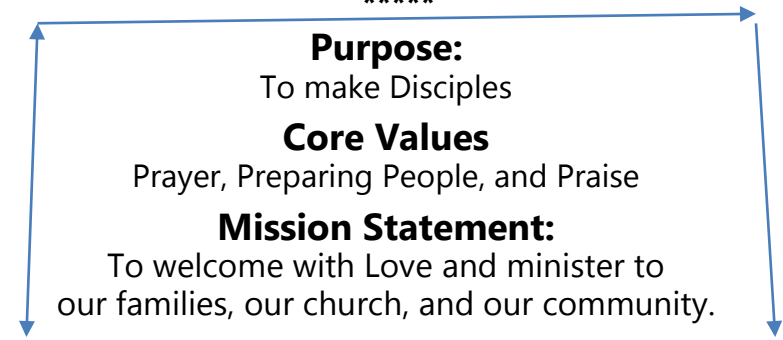 *****
Purpose:
To make Disciples
Core Values
Prayer, Preparing People, and Praise
Mission Statement:
To welcome with Love and minister to
our families, our church, and our community.